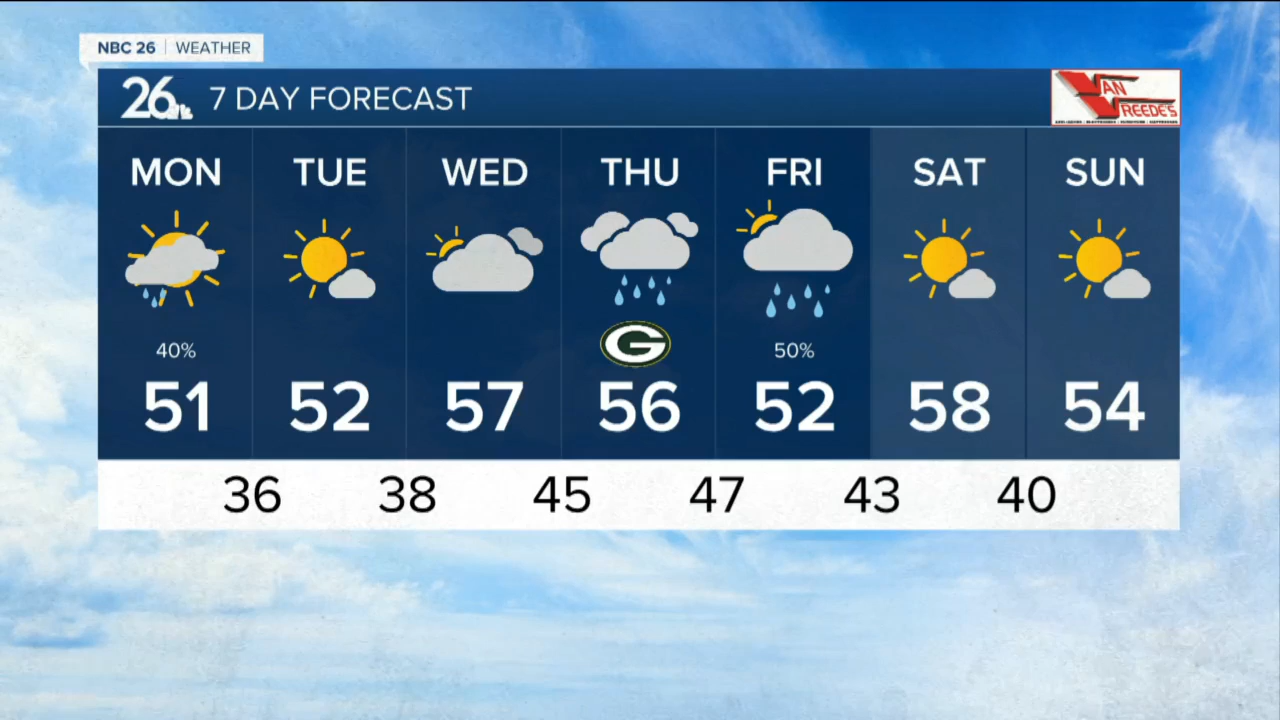 NBC 26 | WEATHER
26 7 DAY FORECAST
VAN
VREEDE'S
MON TUE WED THU FRI SAT SUN
G
40% 50%
51 52 57 56 52 58 54
36 38 45 47 43 40